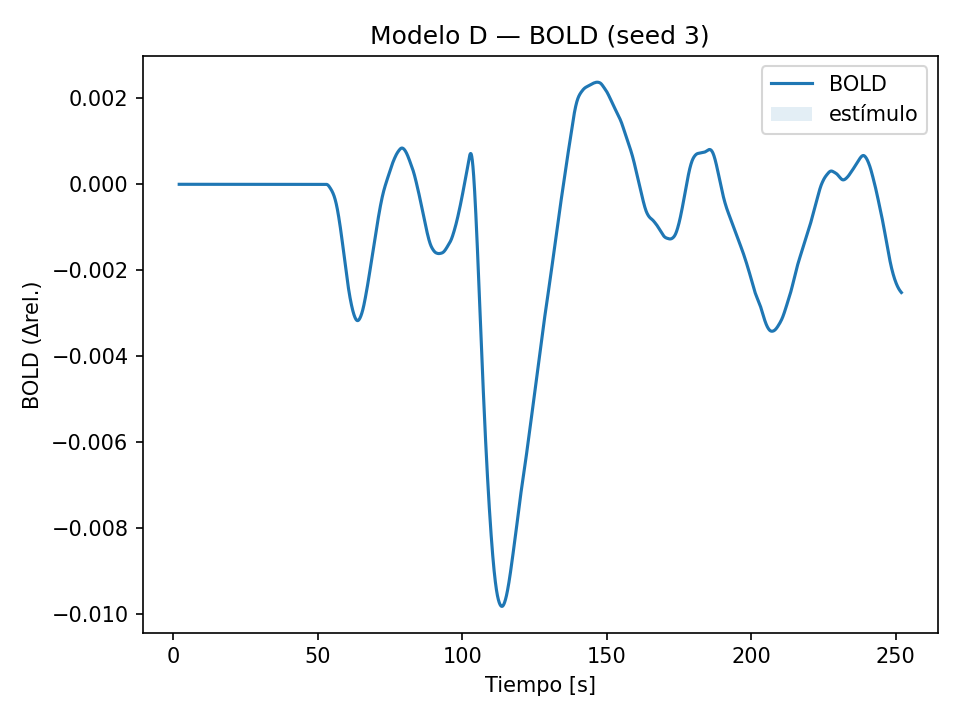 Modelo D — BOLD (seed 3)
BOLD
estímulo
0.002
0.000
−0.002
−0.004
−0.006
−0.008
−0.010
BOLD (Δrel.)
0
50
100
150
200
250
Tiempo [s]